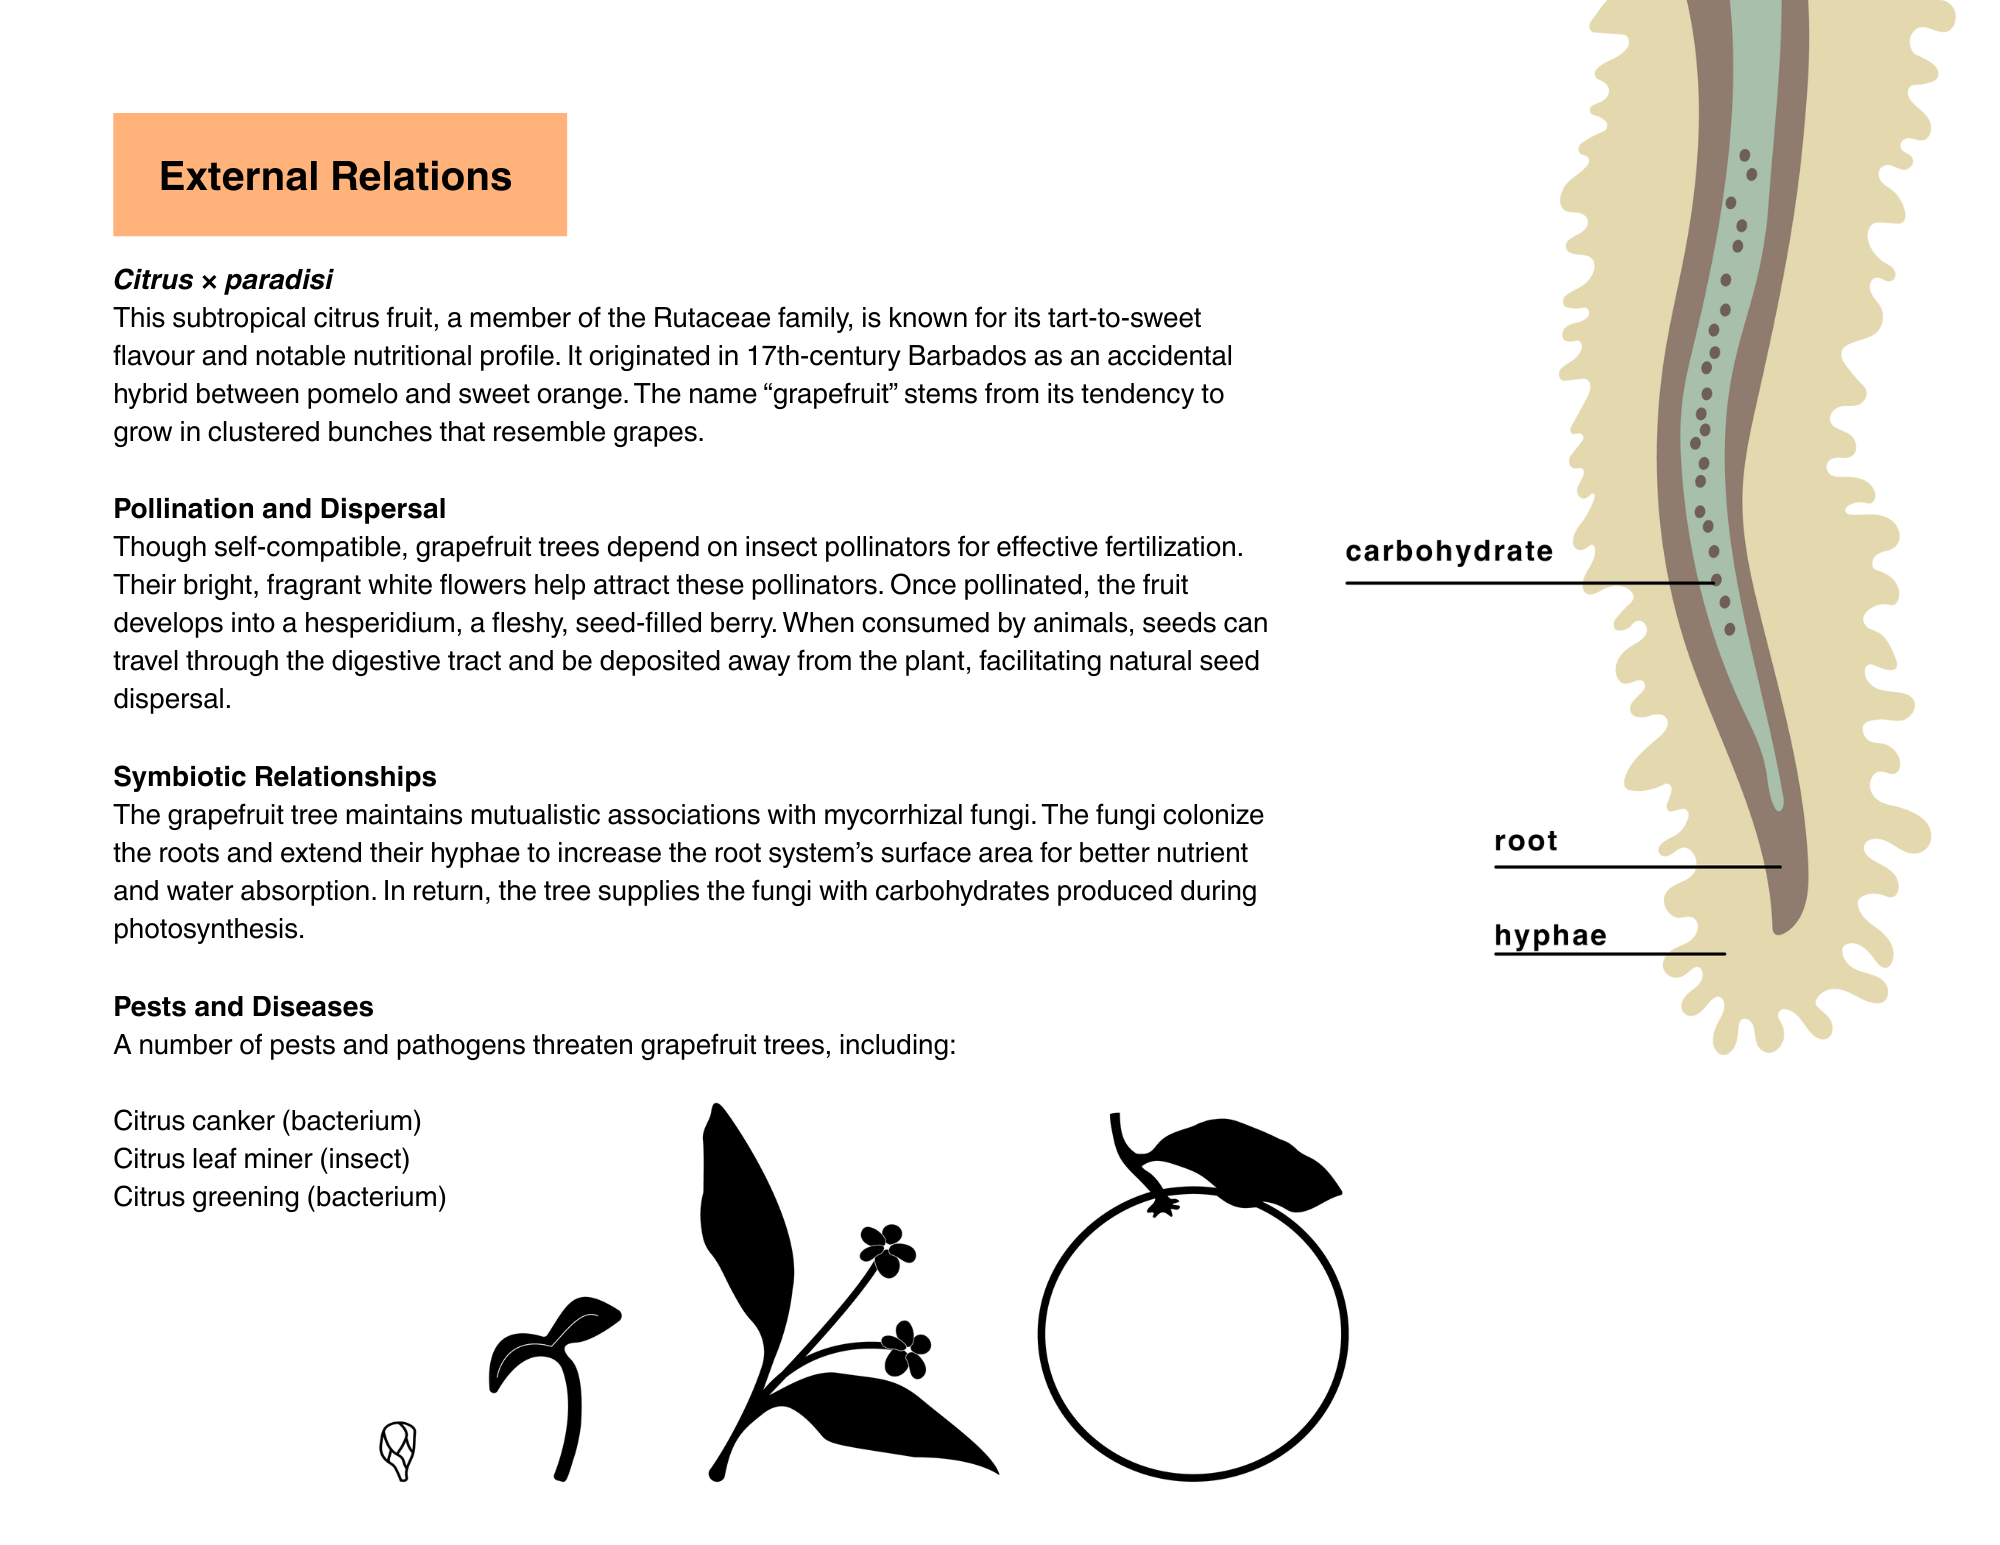 External Relations
Citrus × paradisi
This subtropical citrus fruit, a member of the Rutaceae family, is known for its tart-to-sweet
flavour and notable nutritional profile. It originated in 17th-century Barbados as an accidental
hybrid between pomelo and sweet orange. The name “grapefruit” stems from its tendency to
grow in clustered bunches that resemble grapes.
Pollination and Dispersal
Though self-compatible, grapefruit trees depend on insect pollinators for effective fertilization.
Their bright, fragrant white flowers help attract these pollinators. Once pollinated, the fruit
develops into a hesperidium, a fleshy, seed-filled berry. When consumed by animals, seeds can
travel through the digestive tract and be deposited away from the plant, facilitating natural seed
dispersal.
Symbiotic Relationships
The grapefruit tree maintains mutualistic associations with mycorrhizal fungi. The fungi colonize
the roots and extend their hyphae to increase the root system’s surface area for better nutrient
and water absorption. In return, the tree supplies the fungi with carbohydrates produced during
photosynthesis.
Pests and Diseases
A number of pests and pathogens threaten grapefruit trees, including:
Citrus canker (bacterium)
Citrus leaf miner (insect)
Citrus greening (bacterium)
carbohydrate
root
hyphae